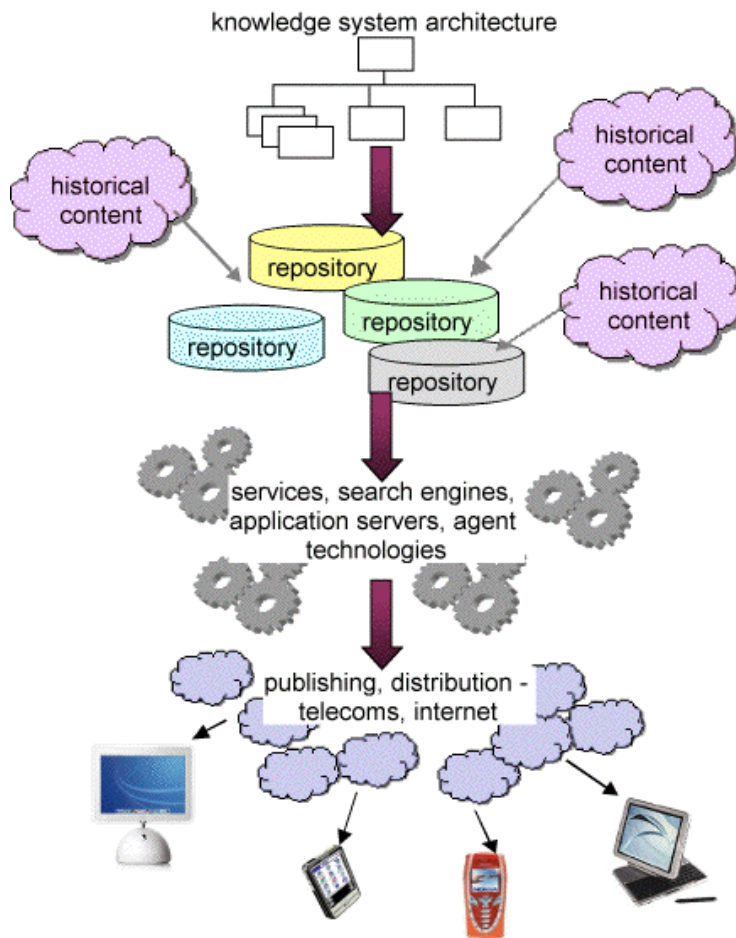 knowledge system architecture
historical
content
historical
content
repository
historical
content
repository
repository
repository
services, search engines,
application servers, agent
technologies
publishing, distribution -
telecoms, internet